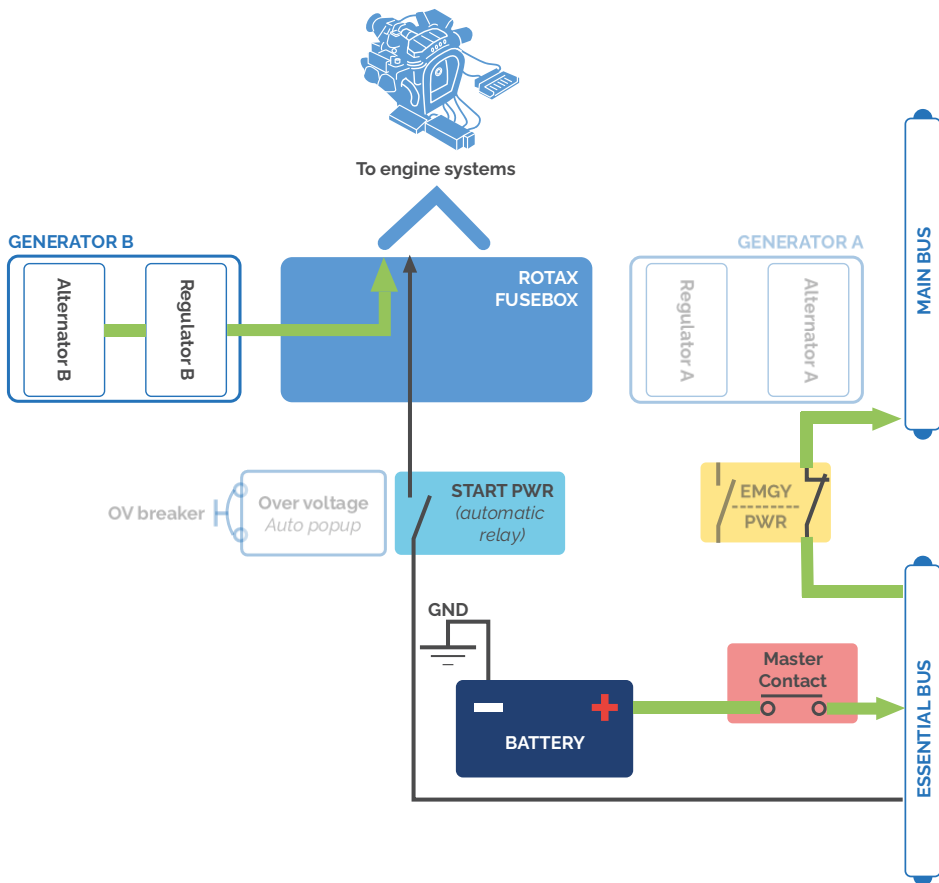 To engine systems
GENERATOR B
Alternator B
Regulator B
ROTAX
FUSEBOX
GENERATOR A
Regulator A
Alternator A
MAIN BUS
OV breaker
Over voltage
Auto popup
START PWR
(automatic
relay)
EMGY
PWR
GND
BATTERY
Master
Contact
ESSENTIAL BUS